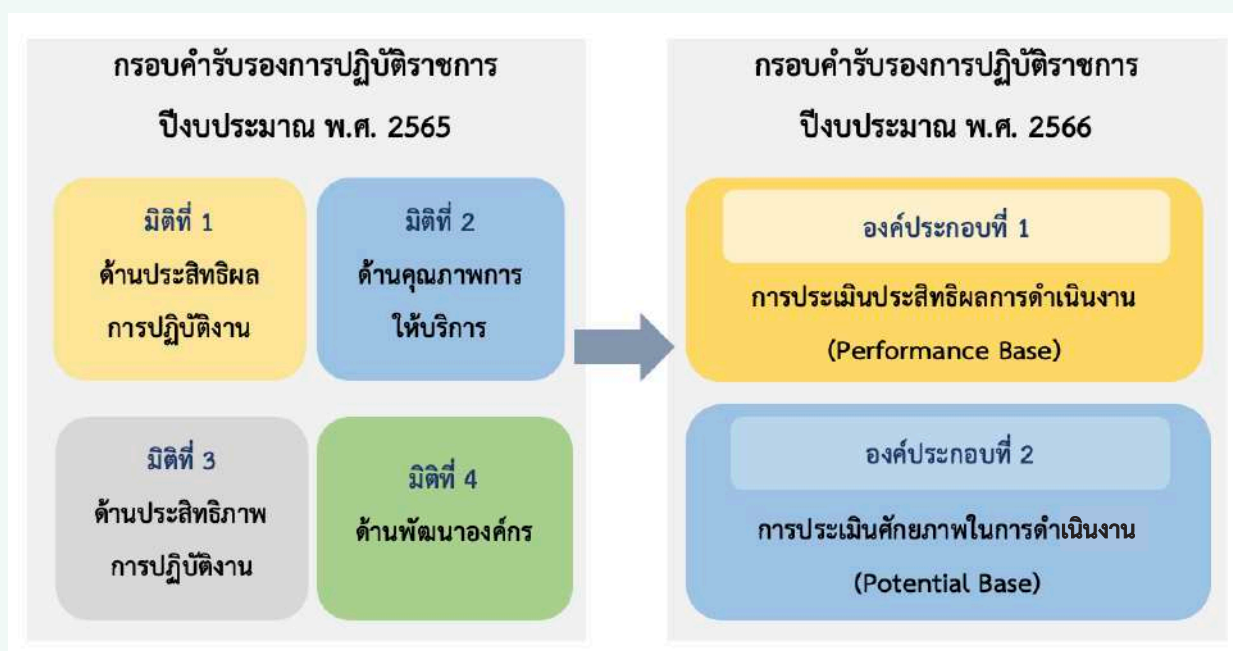 กรอบคำรับรองการปฏิบัติราชการ
ปีงบประมาณ พ.ศ. 2565
มิติที่ 1
ด้านประสิทธิผล
การปฏิบัติงาน
มิติที่ 2
ด้านคุณภาพการ
ให้บริการ
มิติที่ 3
ด้านประสิทธิภาพ
การปฏิบัติงาน
มิติที่ 4
ด้านพัฒนาองค์กร
กรอบคำรับรองการปฏิบัติราชการ
ปีงบประมาณ พ.ศ. 2566
องค์ประกอบที่ 1
การประเมินประสิทธิผลการดำเนินงาน
(Performance Base)
องค์ประกอบที่ 2
การประเมินศักยภาพในการดำเนินงาน
(Potential Base)